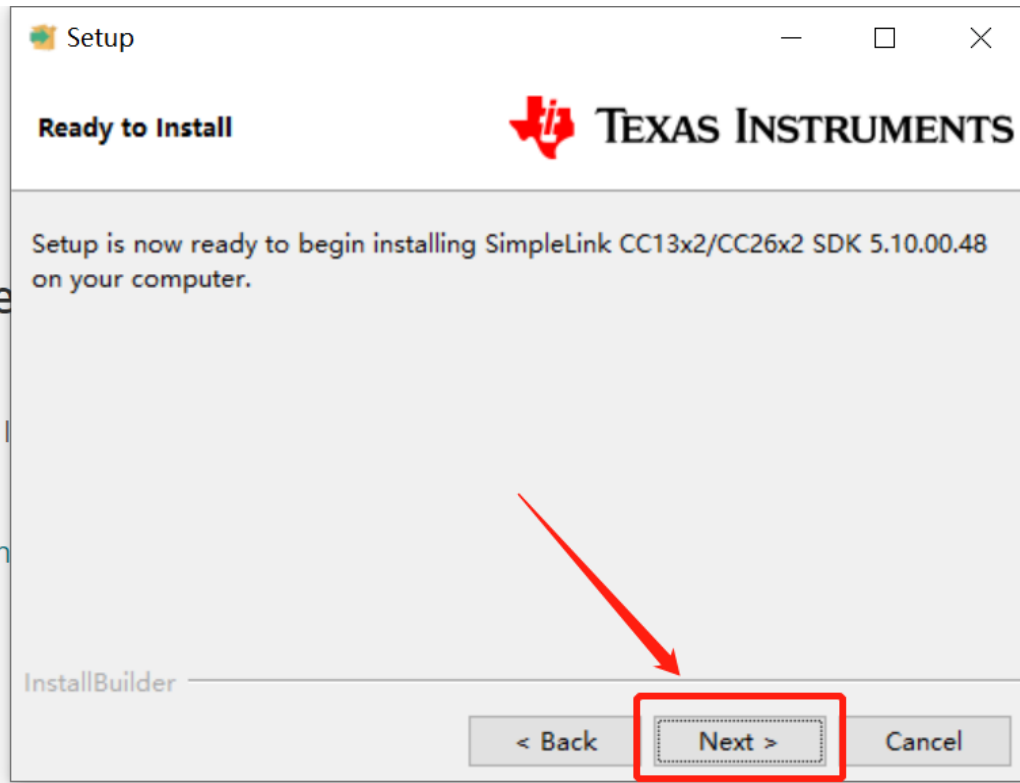 Setup
Ready to Install
TEXAS INSTRUMENTS
Setup is now ready to begin installing SimpleLink CC13x2/CC26x2 SDK 5.10.00.48
on your computer.
InstallBuilder
< Back
Next >
Cancel